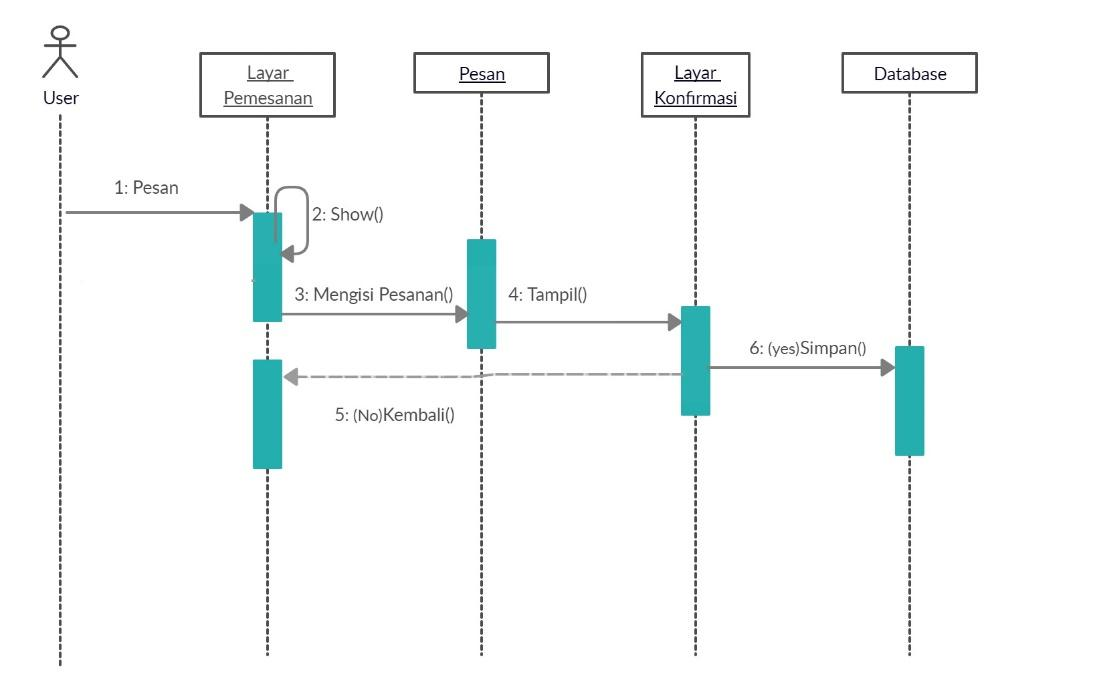 User
Layar
Pemesanan
Pesan
Layar
Konfirmasi
Database
1: Pesan
2: Show()
3: Mengisi Pesanan()
4: Tampil()
6: (yes)Simpan()
5: (No)Kembali()